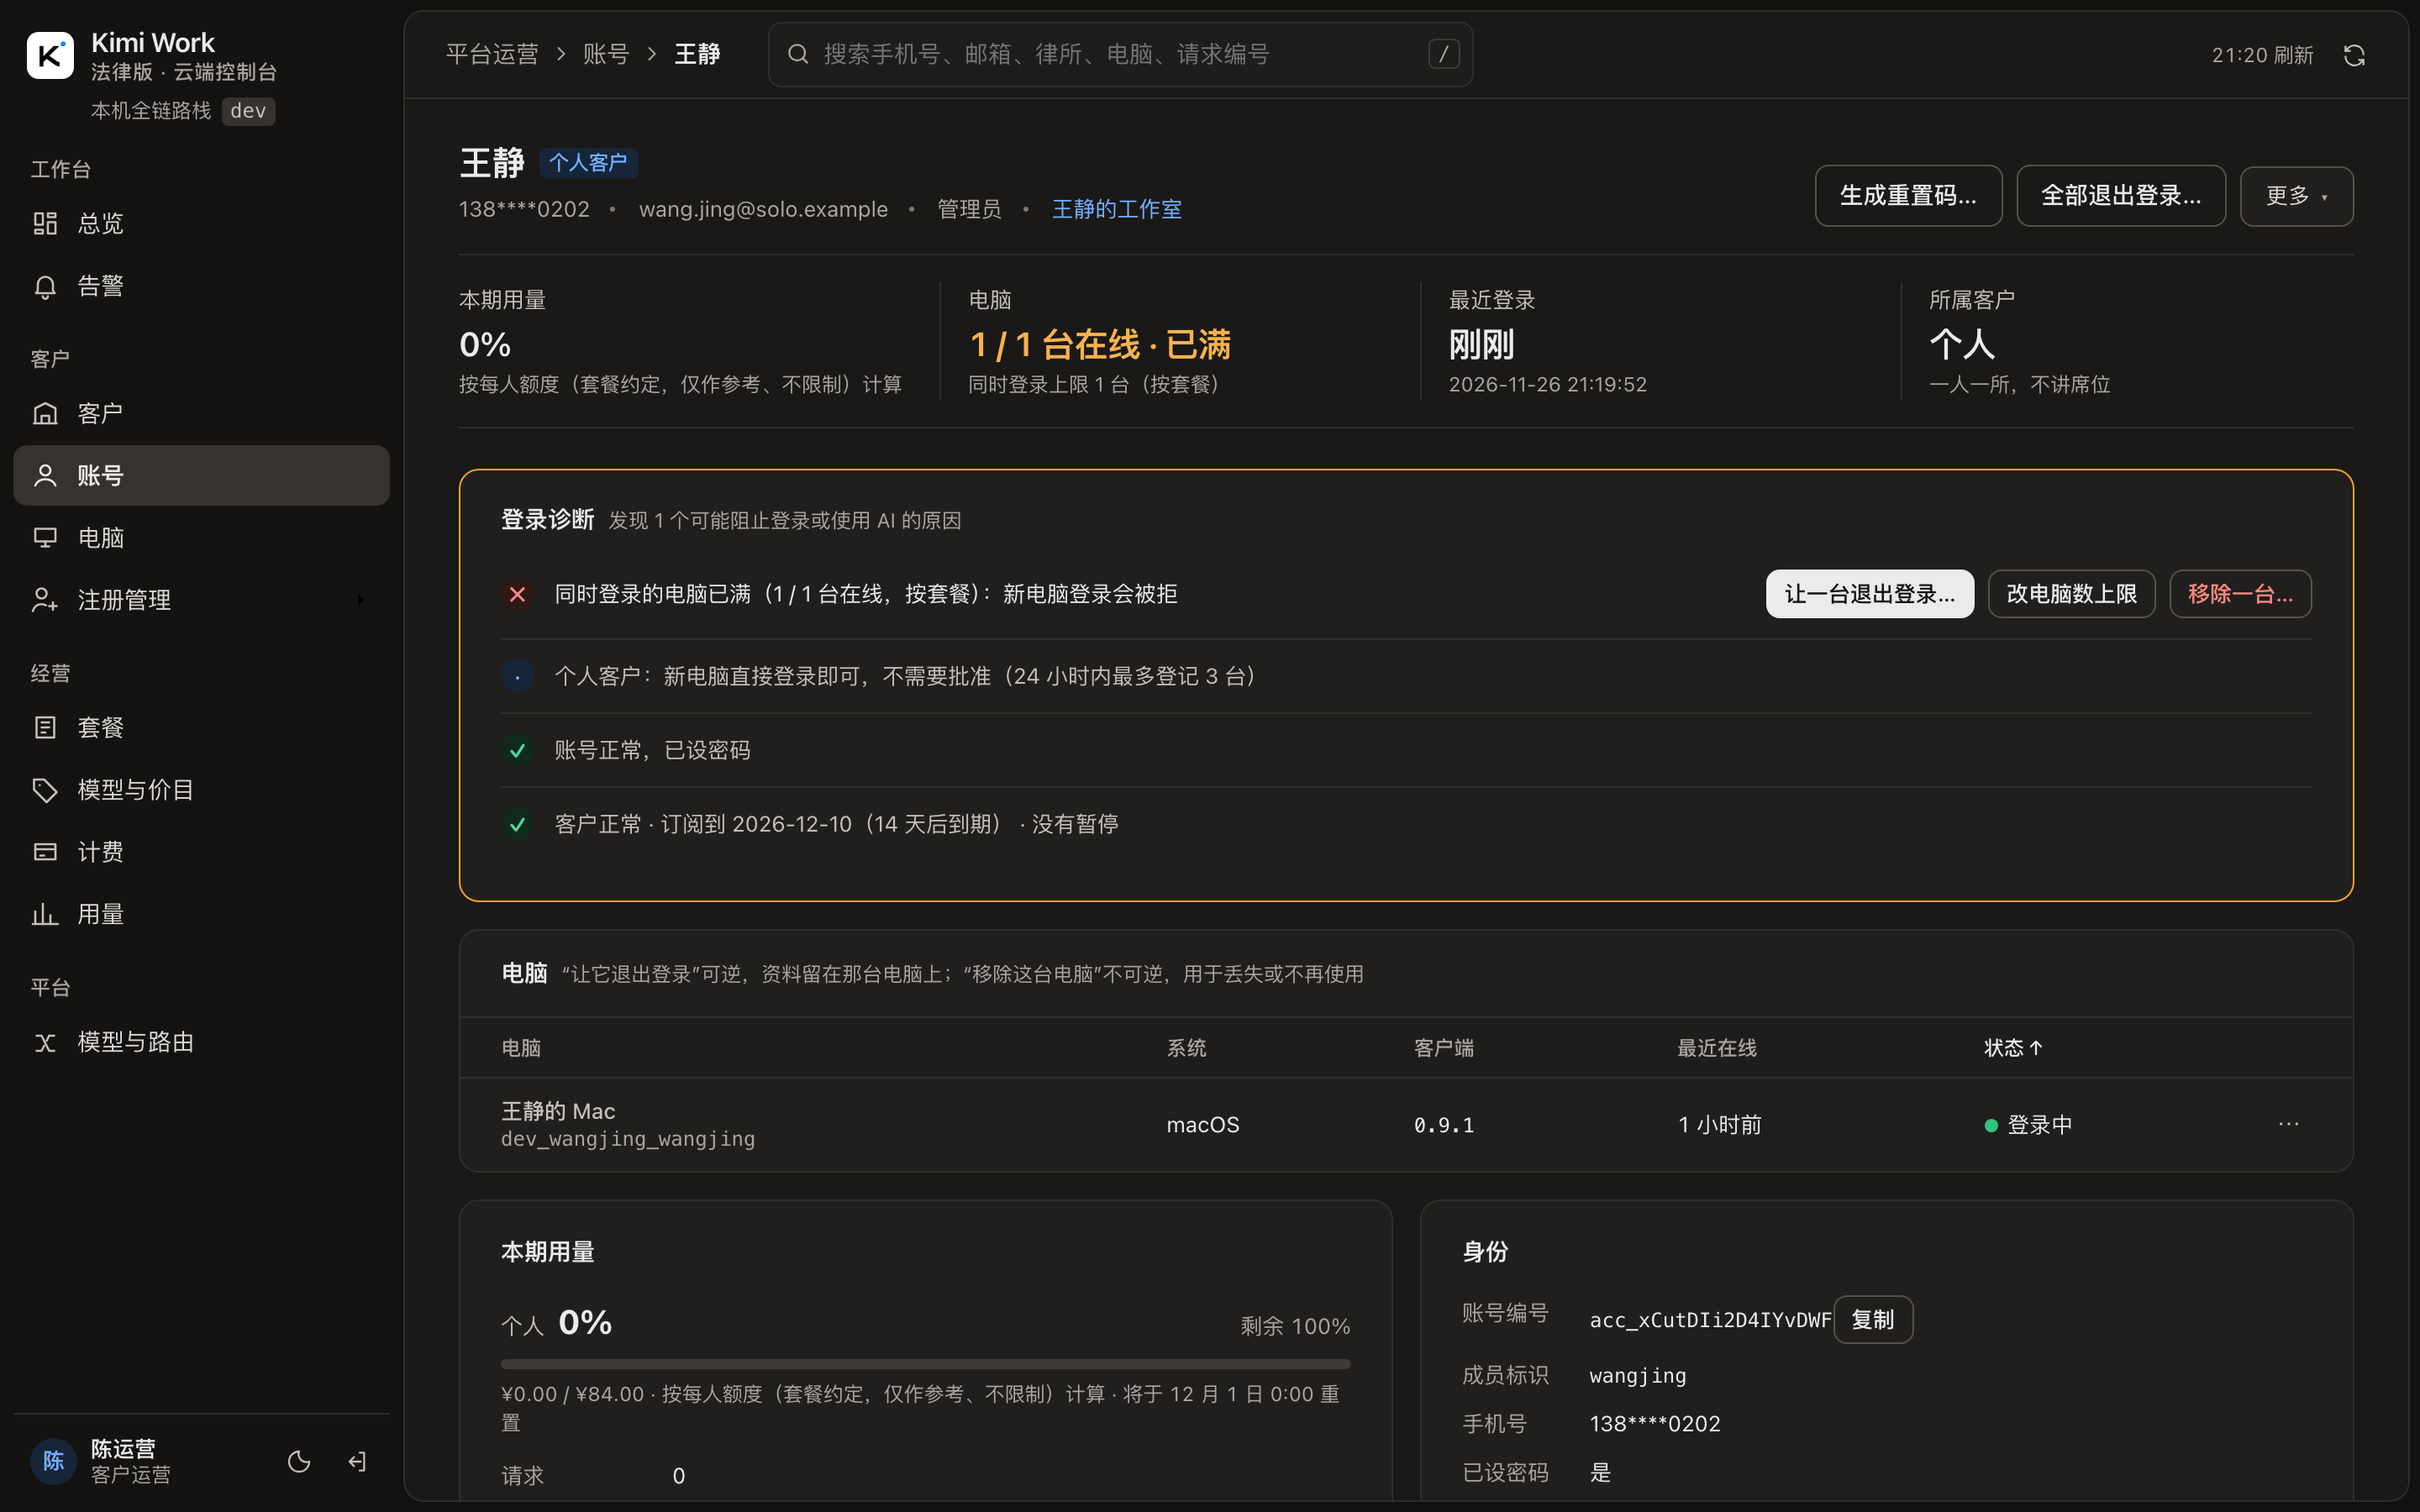 Kimi Work
法律版 · 云端控制台
本机全链路栈 dev
工作台
总览
告警
客户
客户
账号
电脑
注册管理
经营
套餐
模型与价目
计费
用量
平台
模型与路由
陈
陈运营
客户运营
平台运营 > 账号 > 王静
搜索手机号、邮箱、律所、电脑、请求编号 /
21:20 刷新
王静 个人客户
138****0202 • wang.jing@solo.example • 管理员 • 王静的工作室
生成重置码... 全部退出登录... 更多
本期用量
0%
按每人额度（套餐约定，仅作参考、不限制）计算
电脑
1 / 1 台在线 · 已满
同时登录上限 1 台（按套餐）
最近登录
刚刚
2026-11-26 21:19:52
所属客户
个人
一人一所，不讲席位
登录诊断 发现 1 个可能阻止登录或使用 AI 的原因
同时登录的电脑已满（1 / 1 台在线，按套餐）：新电脑登录会被拒
让一台退出登录... 改电脑数上限 移除一台...
个人客户：新电脑直接登录即可，不需要批准（24 小时内最多登记 3 台）
账号正常，已设密码
客户正常 · 订阅到 2026-12-10（14 天后到期） · 没有暂停
电脑 “让它退出登录”可逆，资料留在那台电脑上；“移除这台电脑”不可逆，用于丢失或不再使用
电脑 系统 客户端 最近在线 状态 ↑
王静的 Mac
dev_wangjing_wangjing
macOS 0.9.1 1 小时前 登录中 ...
本期用量
个人 0% 剩余 100%
¥0.00 / ¥84.00 · 按每人额度（套餐约定，仅作参考、不限制）计算 · 将于 12 月 1 日 0:00 重
置
请求 0
身份
账号编号 acc_xCutDIi2D4IYvDWF 复制
成员标识 wangjing
手机号 138****0202
已设密码 是